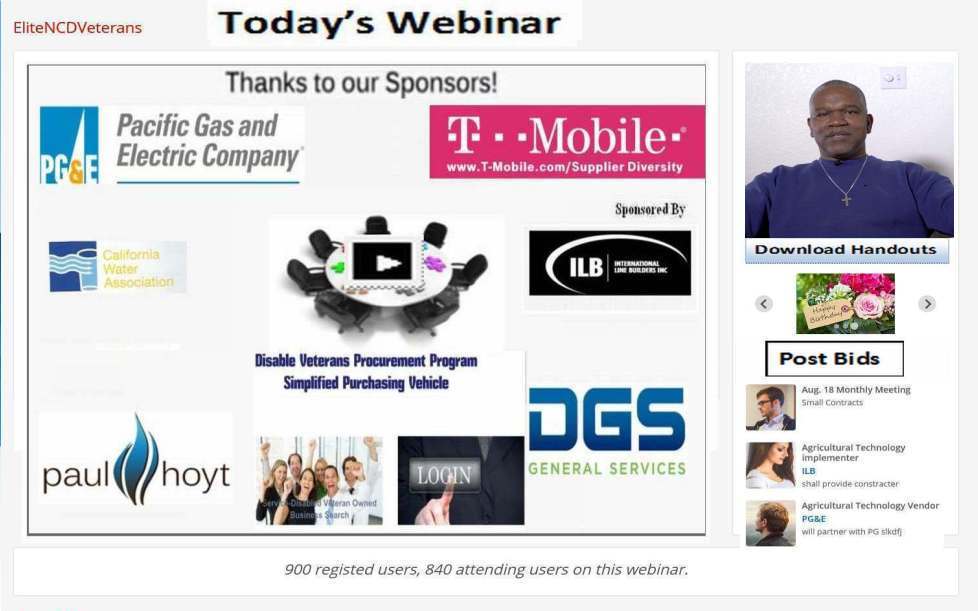 EliteNCDVeterans
Today's Webinar
Thanks to our Sponsors!
PG&E
Pacific Gas and
Electric Company®
T · · Mobile · ®
www.T-Mobile.com/Supplier Diversity
California
Water
Association
Sponsored By
ILB INTERNATIONAL
LINE BUILDERS INC
Disable Veterans Procurement Program
Simplified Purchasing Vehicle
DGS
GENERAL SERVICES
paul hoyt
Service-Disabled Veteran Owned
Business Search
LOGIN
Download Handouts
Happy
Birthday
Post Bids
Aug. 18 Monthly Meeting
Small Contracts
Agricultural Technology
implementer
ILB
shall provide constracter
Agricultural Technology Vendor
PG&E
will partner with PG slkdfj
900 registed users, 840 attending users on this webinar.